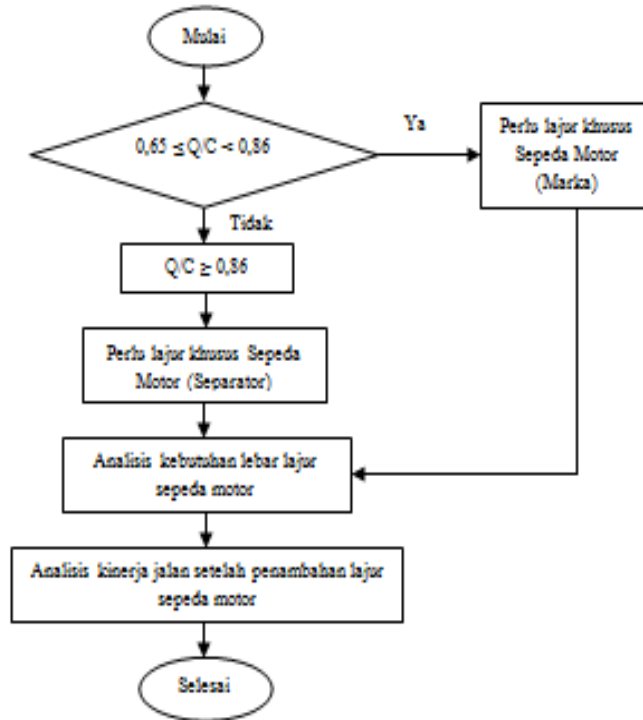 Mulai
0,65 ≤ Q/C < 0,86
Ya
Perlu lajur khusus
Sepeda Motor
(Marka)
Tidak
Q/C ≥ 0,86
Perlu lajur khusus Sepeda
Motor (Separator)
Analisis kebutuhan lebar lajur
sepeda motor
Analisis kinerja jalan setelah penambahan lajur
sepeda motor
Selesai